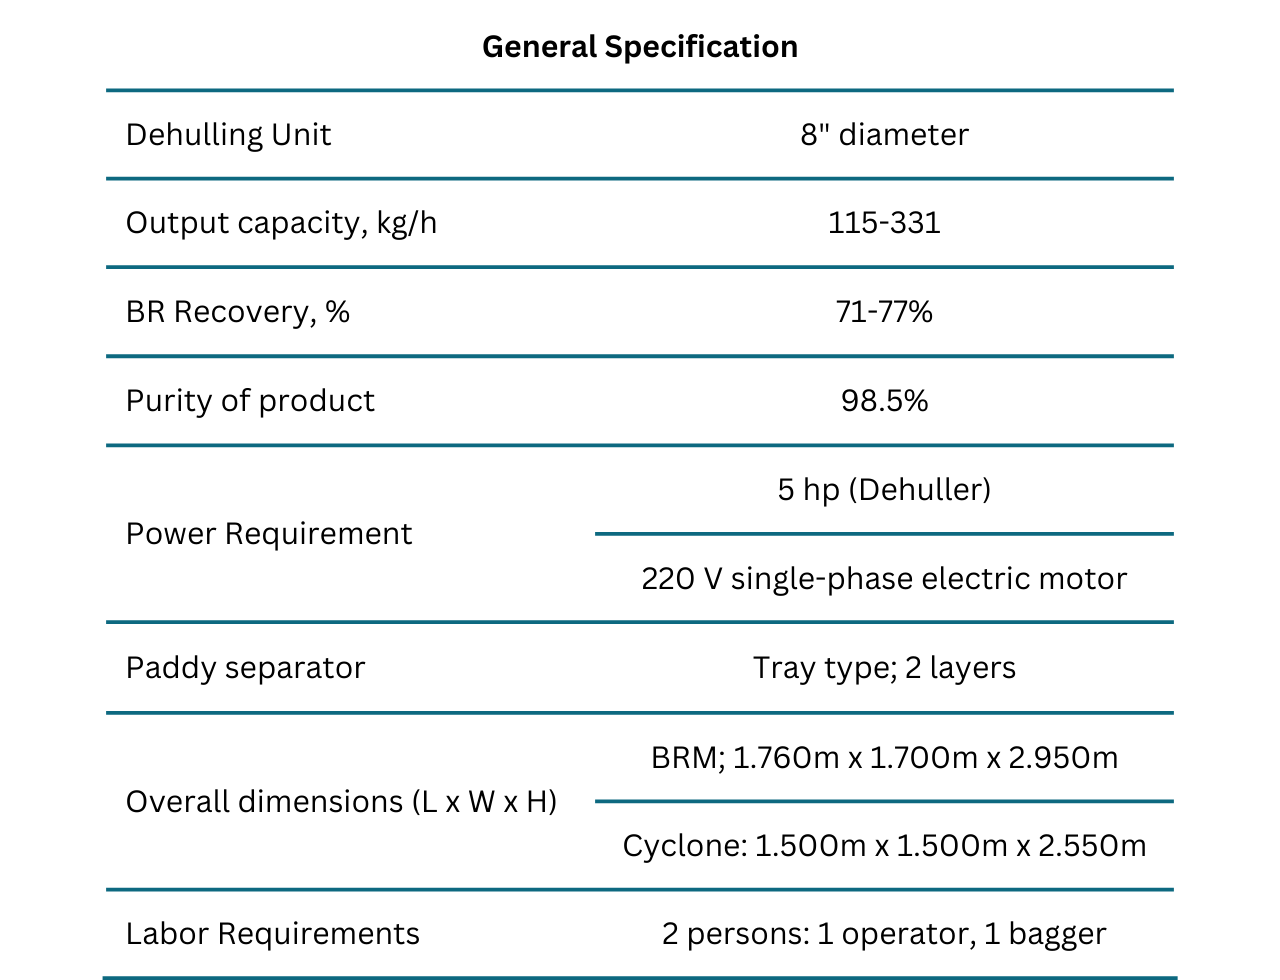 General Specification
Dehulling Unit 8" diameter
Output capacity, kg/h 115-331
BR Recovery, % 71-77%
Purity of product 98.5%
Power Requirement
5 hp (Dehuller)
220 V single-phase electric motor
Paddy separator Tray type; 2 layers
Overall dimensions (L x W x H)
BRM; 1.760m x 1.700m x 2.950m
Cyclone: 1.500m x 1.500m x 2.550m
Labor Requirements 2 persons: 1 operator, 1 bagger